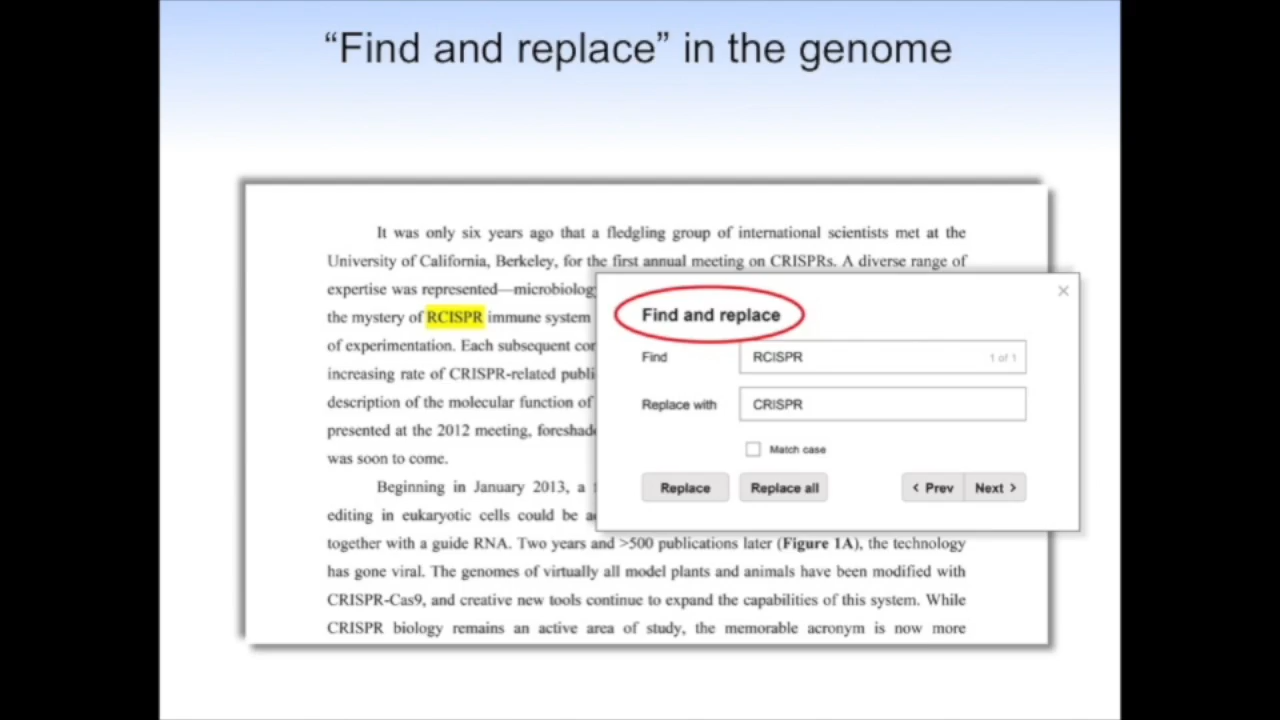 “Find and replace” in the genome
It was only six years ago that a fledgling group of international scientists met at the
University of California, Berkeley, for the first annual meeting on CRISPRs. A diverse range of
expertise was represented—microbiology
the mystery of RCISPR immune system
of experimentation. Each subsequent con
increasing rate of CRISPR-related publi
description of the molecular function of
presented at the 2012 meeting, foreshad
was soon to come.
Beginning in January 2013, a
editing in eukaryotic cells could be a
together with a guide RNA. Two years and >500 publications later (Figure 1A), the technology
has gone viral. The genomes of virtually all model plants and animals have been modified with
CRISPR-Cas9, and creative new tools continue to expand the capabilities of this system. While
CRISPR biology remains an active area of study, the memorable acronym is now more
Find and replace
Find RCISPR 1 of 1
Replace with CRISPR
Match case
Replace Replace all < Prev Next >